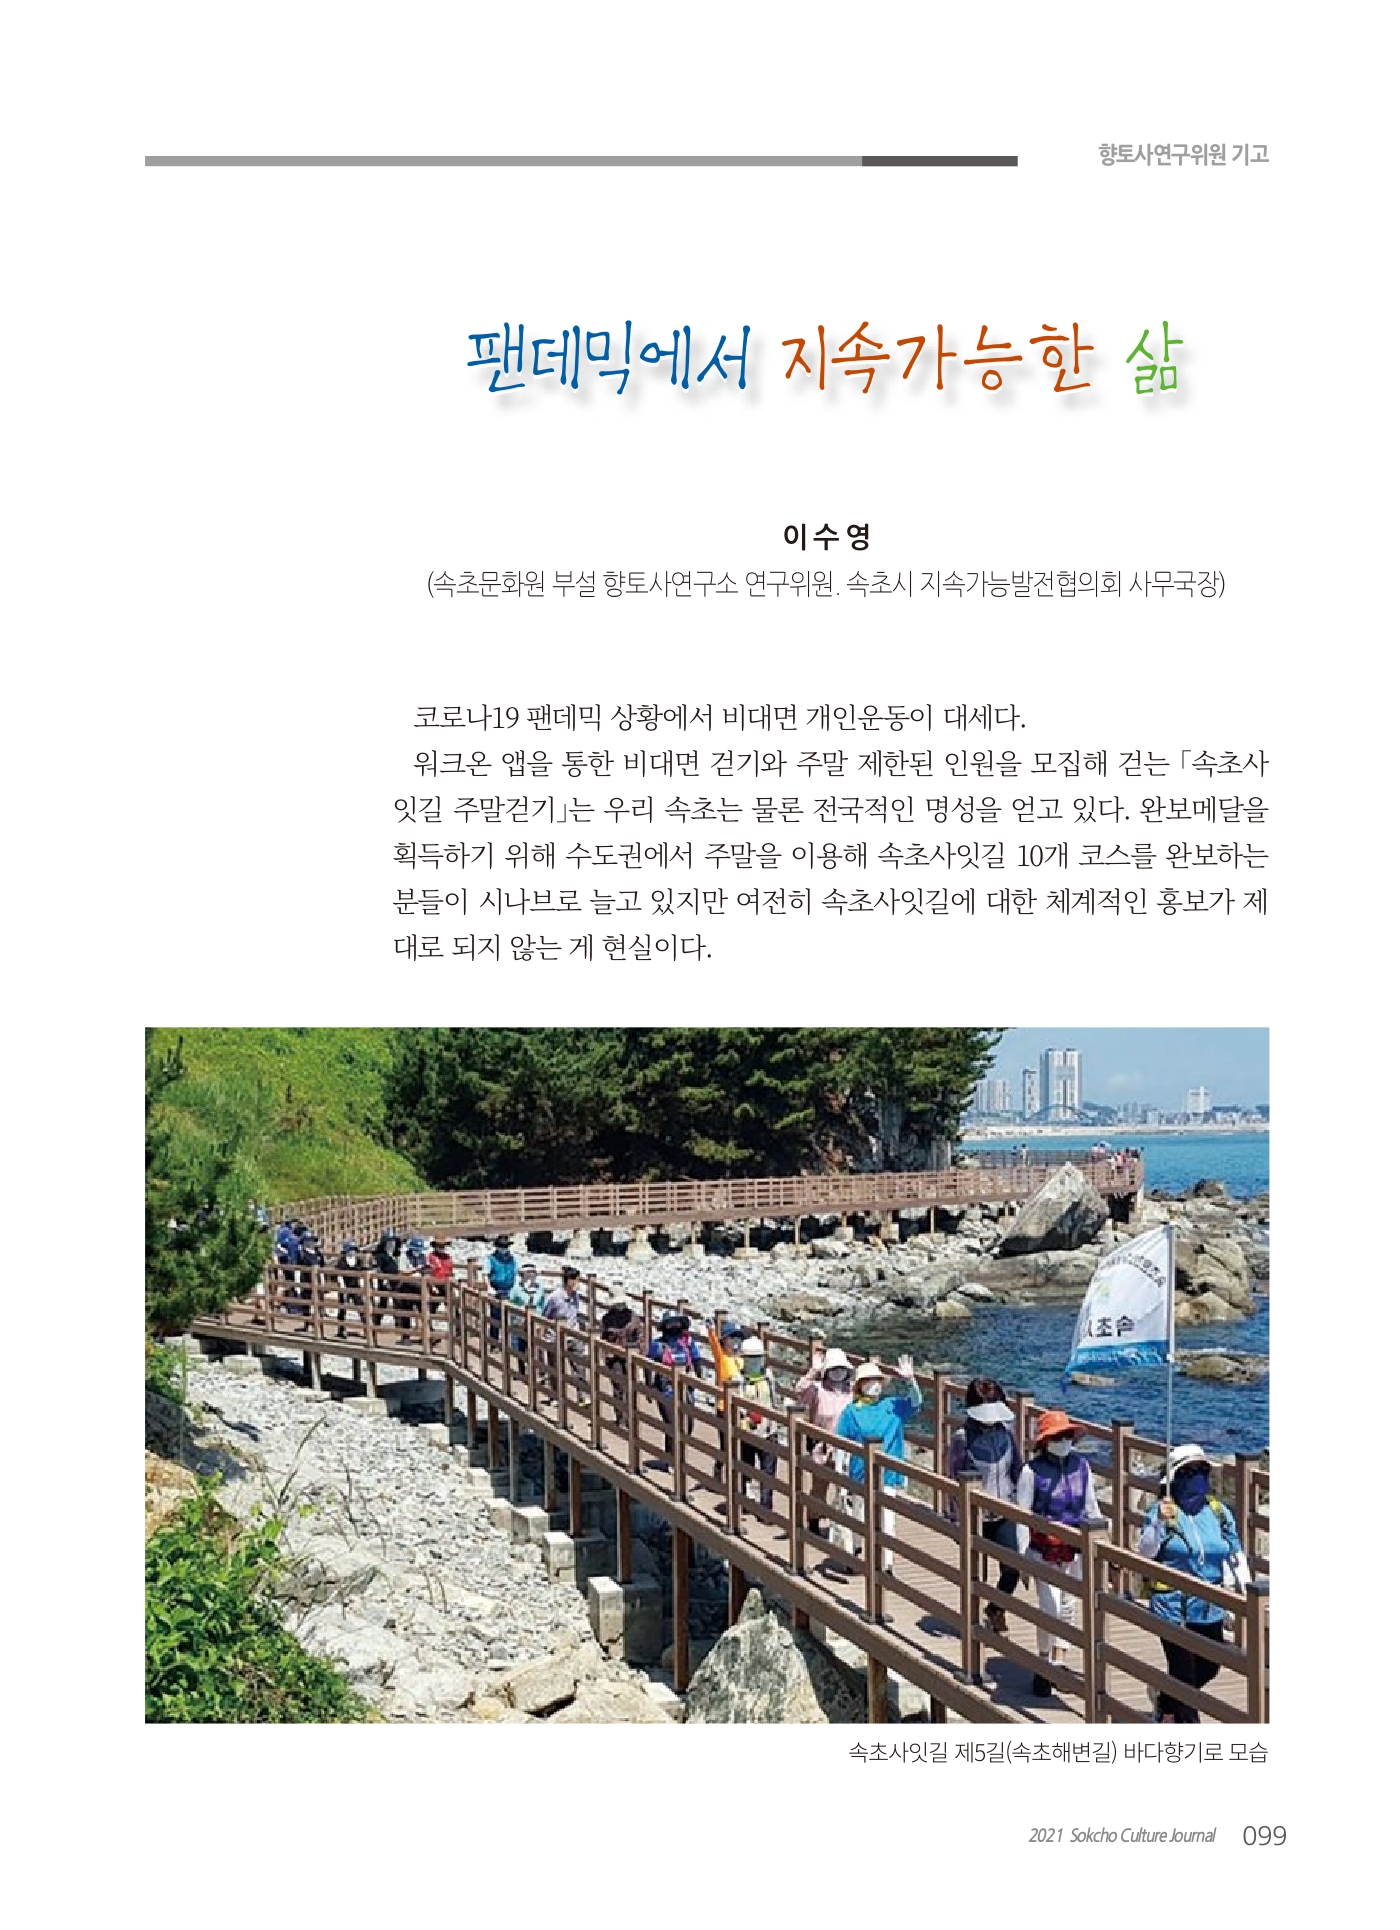 향토사연구위원 기고
팬데믹에서 지속가능한 삶
이수영
(속초문화원 부설 향토사연구소 연구위원. 속초시 지속가능발전협의회 사무국장)
코로나19 팬데믹 상황에서 비대면 개인운동이 대세다.
워크온 앱을 통한 비대면 걷기와 주말 제한된 인원을 모집해 걷는 「속초사
잇길 주말걷기」는 우리 속초는 물론 전국적인 명성을 얻고 있다. 완보메달을
획득하기 위해 수도권에서 주말을 이용해 속초사잇길 10개 코스를 완보하는
분들이 시나브로 늘고 있지만 여전히 속초사잇길에 대한 체계적인 홍보가 제
대로 되지 않는 게 현실이다.
속초사잇길 제5길(속초해변길) 바다향기로 모습
2021 Sokcho Culture Journal 099